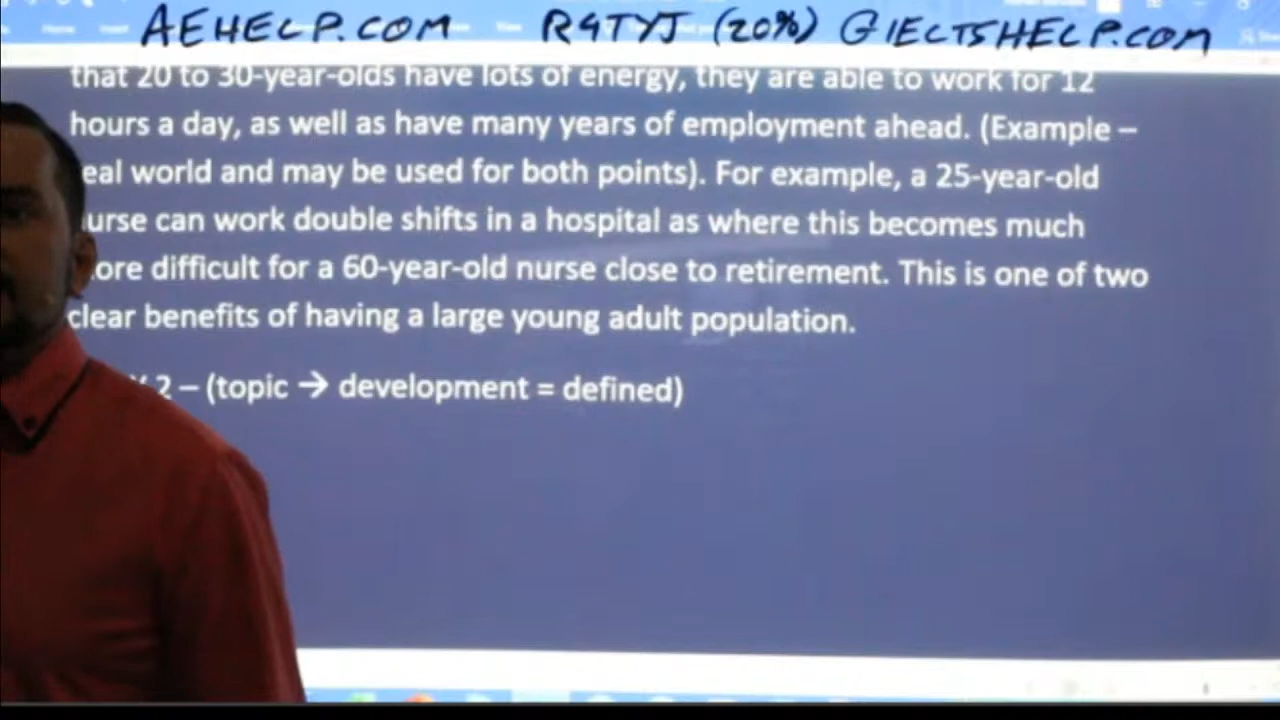 AEHELP.COM R4TYJ (20%) GIELTSHELP.COM
that 20 to 30-year-olds have lots of energy, they are able to work for 12
hours a day, as well as have many years of employment ahead. (Example –
eal world and may be used for both points). For example, a 25-year-old
urse can work double shifts in a hospital as where this becomes much
ore difficult for a 60-year-old nurse close to retirement. This is one of two
clear benefits of having a large young adult population.
2 – (topic → development = defined)